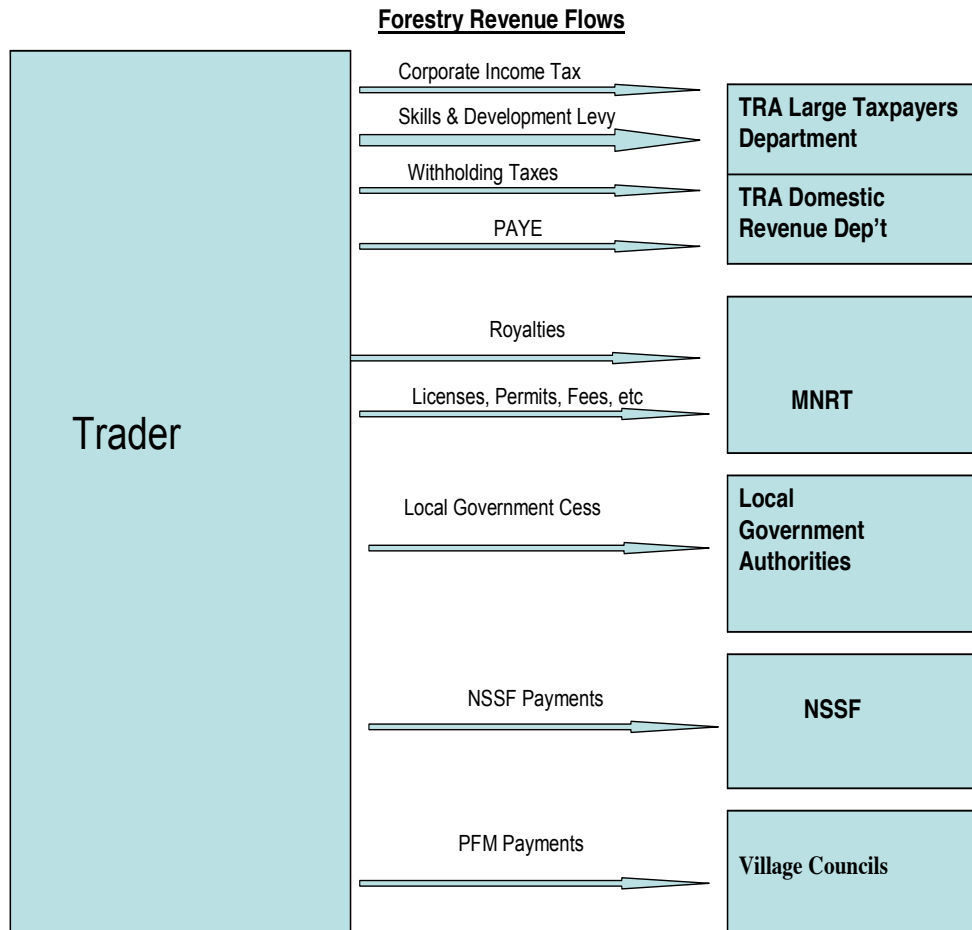 Forestry Revenue Flows
Corporate Income Tax
Skills & Development Levy
Withholding Taxes
PAYE
TRA Large Taxpayers
Department
TRA Domestic
Revenue Dep't
Royalties
Licenses, Permits, Fees, etc
MNRT
Trader
Local Government Cess
Local
Government
Authorities
NSSF Payments
NSSF
PFM Payments
Village Councils